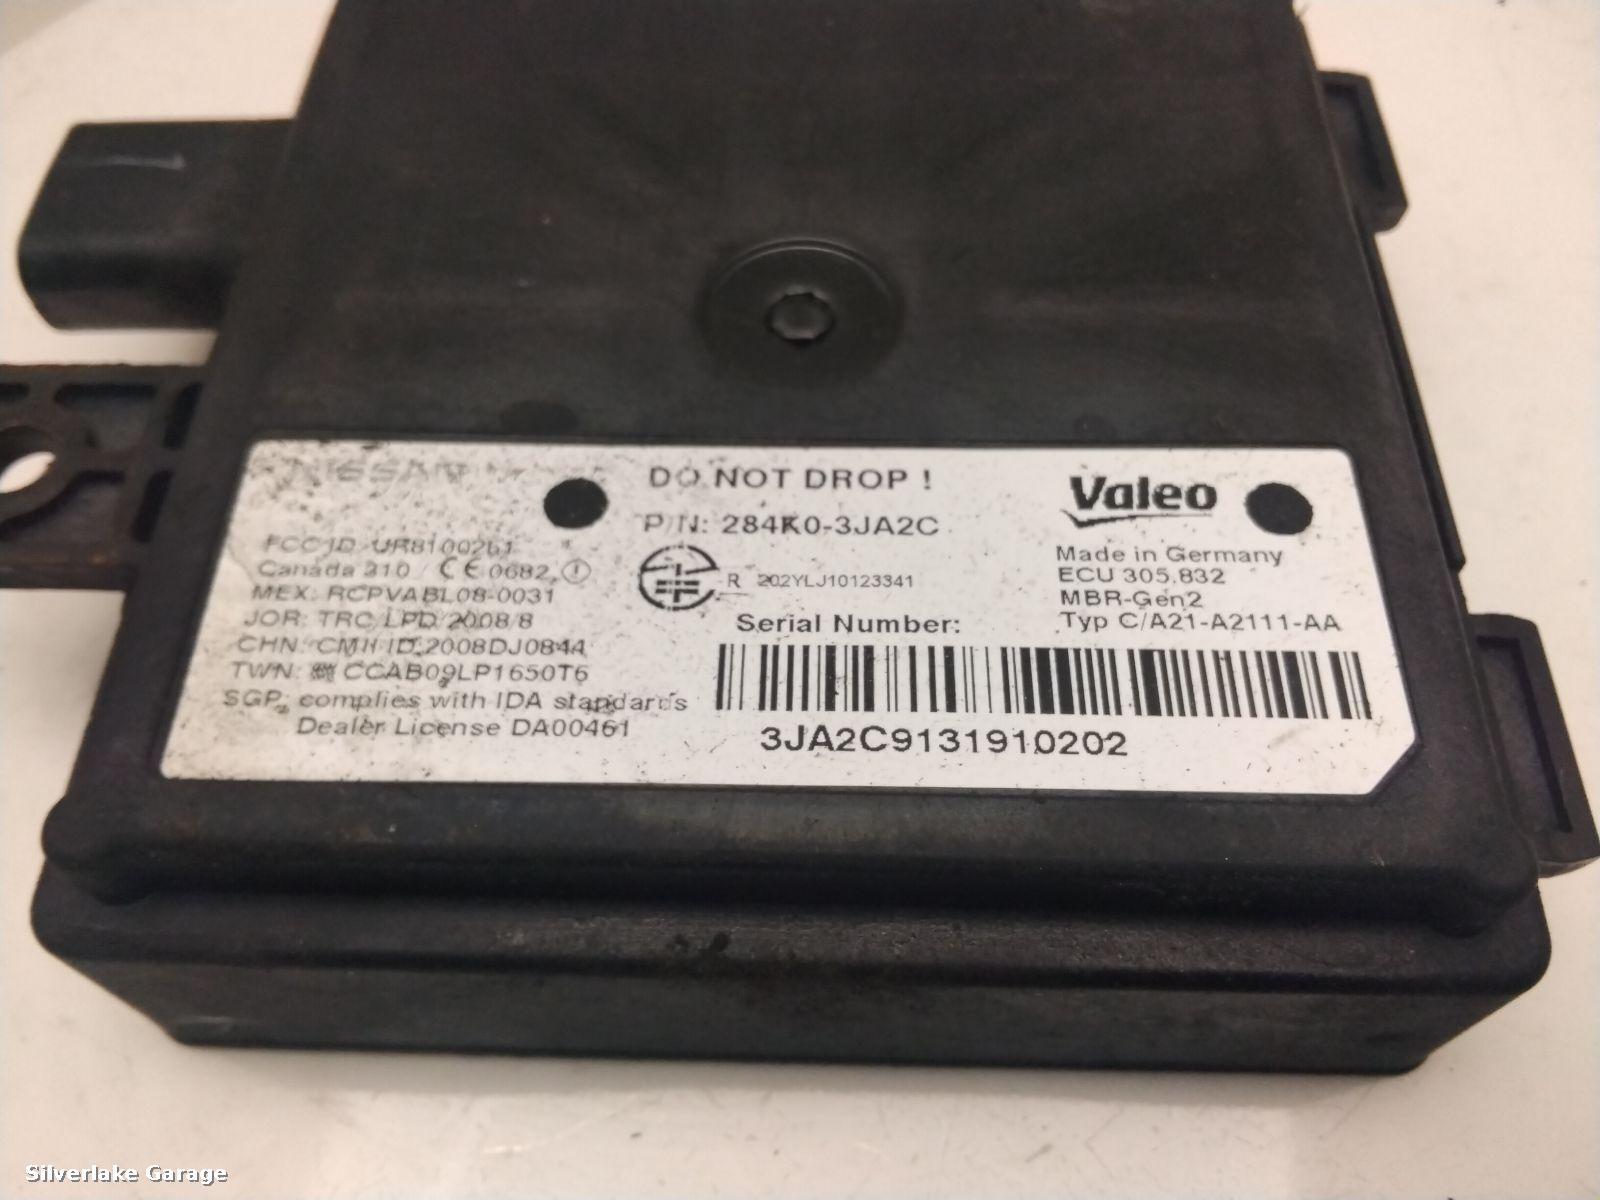 NISSAN
DO NOT DROP !
Valeo
P/N: 284K0-3JA2C
FCC ID
Canada 310 / CE 0682
MEX: RCPVABL08-0031
JOR: TRC/LPD/2008/8
CHN: CMII ID:2008DJ0844
TWN: CCAB09LP1650T6
SGP: complies with IDA standards
Dealer License DA00461
R 202YLJ10123341
Serial Number:
3JA2C9131910202
Made in Germany
ECU 305.832
MBR-Gen2
Typ C/A21-A2111-AA
Silverlake Garage